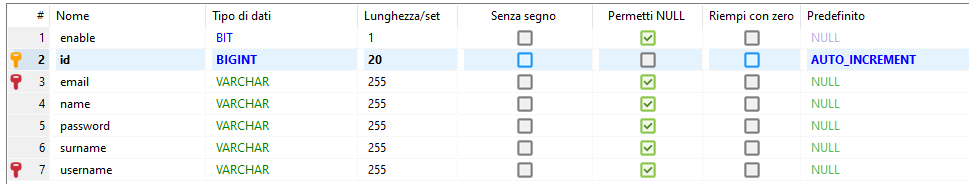 # Nome Tipo di dati Lunghezza/set Senza segno Permetti NULL Riempi con zero Predefinito
1 enable BIT 1 NULL
2 id BIGINT 20 AUTO_INCREMENT
3 email VARCHAR 255 NULL
4 name VARCHAR 255 NULL
5 password VARCHAR 255 NULL
6 surname VARCHAR 255 NULL
7 username VARCHAR 255 NULL